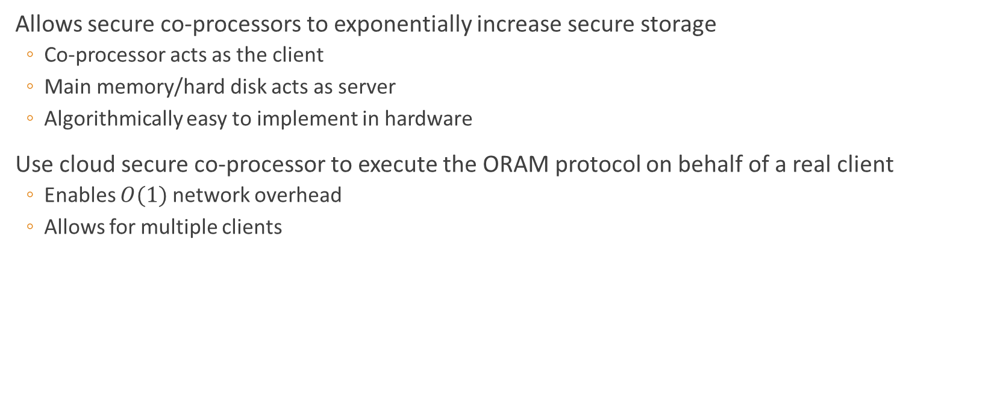 Allows secure co-processors to exponentially increase secure storage
◦ Co-processor acts as the client
◦ Main memory/hard disk acts as server
◦ Algorithmically easy to implement in hardware
Use cloud secure co-processor to execute the ORAM protocol on behalf of a real client
◦ Enables O(1) network overhead
◦ Allows for multiple clients